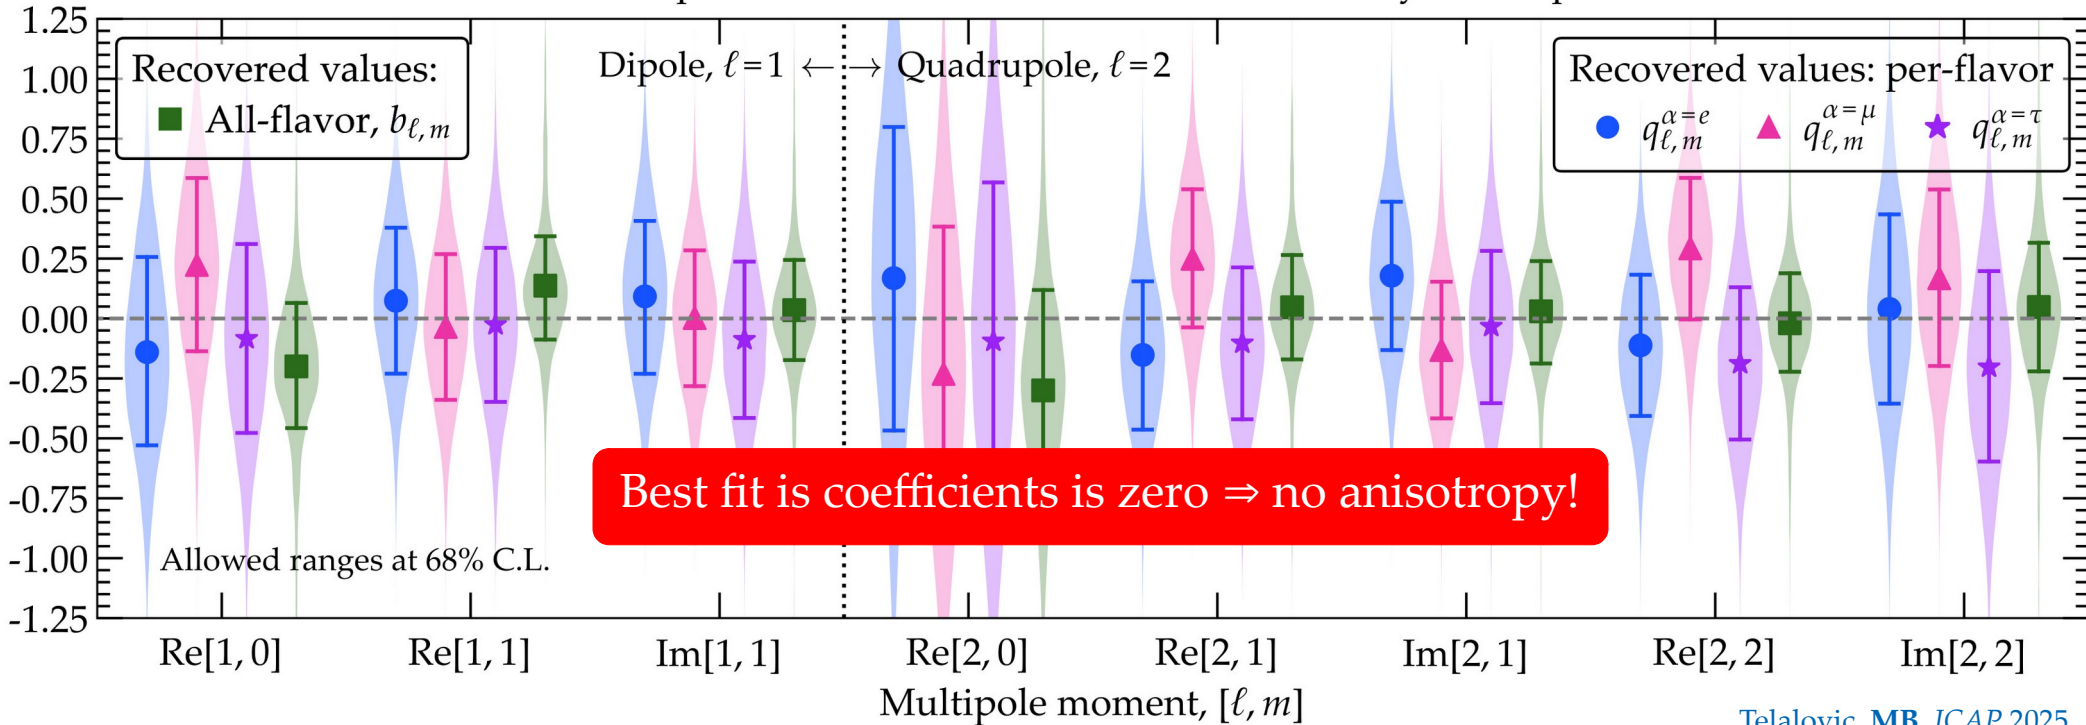 1.25
1.00
0.75
0.50
0.25
0.00
-0.25
-0.50
-0.75
-1.00
-1.25
Recovered values:
All-flavor, b_{ℓ, m}
Dipole, ℓ = 1 ←→ Quadrupole, ℓ = 2
Recovered values: per-flavor
q_{ℓ, m}^{α = e} q_{ℓ, m}^{α = μ} q_{ℓ, m}^{α = τ}
Best fit is coefficients is zero ⇒ no anisotropy!
Allowed ranges at 68% C.L.
Re[1, 0] Re[1, 1] Im[1, 1] Re[2, 0] Re[2, 1] Im[2, 1] Re[2, 2] Im[2, 2]
Multipole moment, [ℓ, m]
Telalovic, MB, JCAP 2025